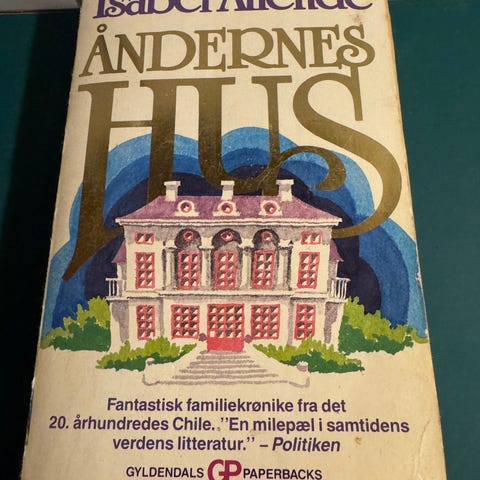 Isabel Allende
ÅNDERNES
HUS
Fantastisk familiekrønike fra det
20. århundredes Chile. "En milepæl i samtidens
verdens litteratur." – Politiken
GYLDENDALS GP PAPERBACKS